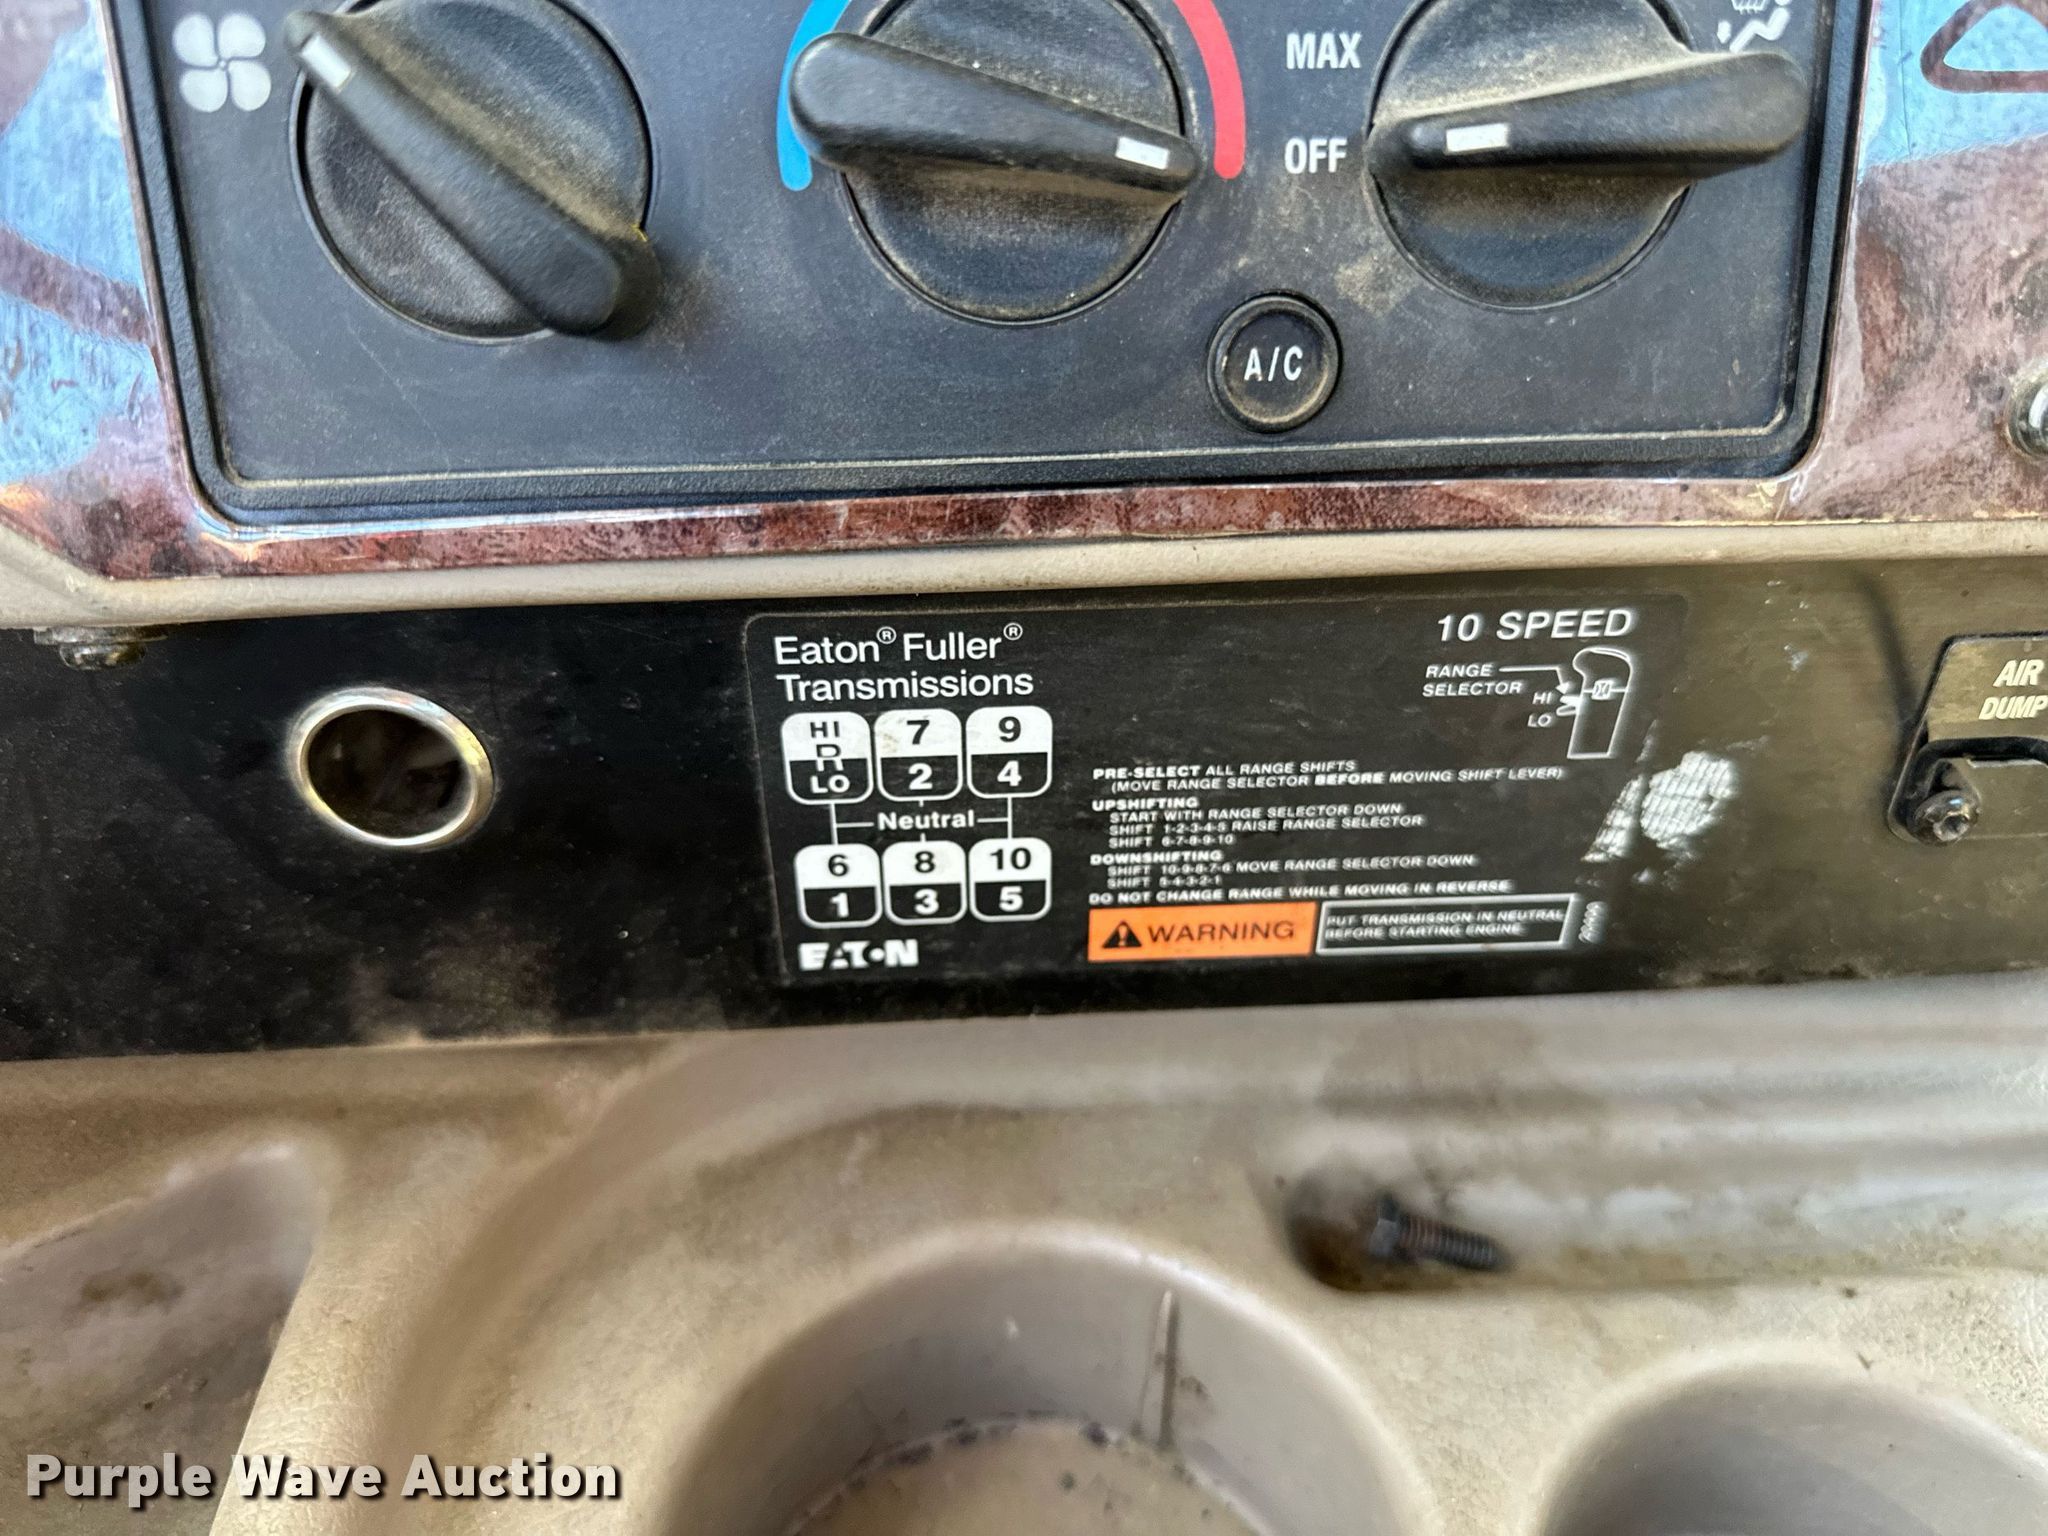 MAX
OFF
A/C
Eaton® Fuller®
Transmissions
10 SPEED
RANGE
SELECTOR
HI
LO
HI 7 9
R
LO 2 4
Neutral
6 8 10
1 3 5
EATON
PRE-SELECT ALL RANGE SHIFTS
(MOVE RANGE SELECTOR BEFORE MOVING SHIFT LEVER)
UPSHIFTING
START WITH RANGE SELECTOR DOWN
SHIFT 1-2-3-4-5 RAISE RANGE SELECTOR
SHIFT 6-7-8-9-10
DOWNSHIFTING
SHIFT 10-9-8-7-6 MOVE RANGE SELECTOR DOWN
SHIFT 5-4-3-2-1
DO NOT CHANGE RANGE WHILE MOVING IN REVERSE
WARNING
PUT TRANSMISSION IN NEUTRAL
BEFORE STARTING ENGINE
AIR
DUMP
Purple Wave Auction